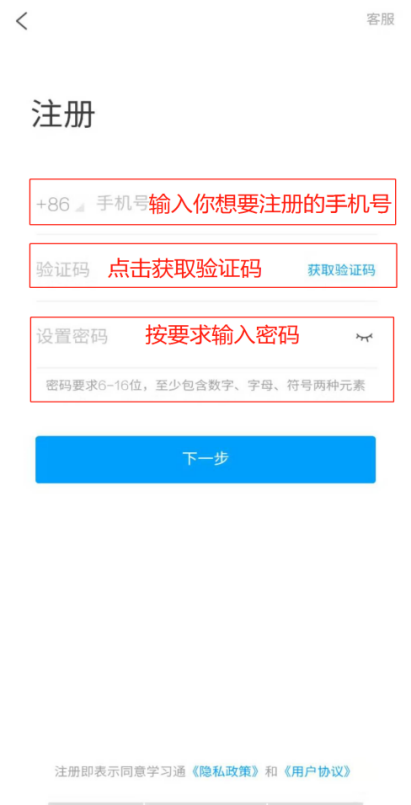 客服
注册
+86 手机号 输入你想要注册的手机号
验证码 点击获取验证码 获取验证码
设置密码 按要求输入密码
密码要求6-16位，至少包含数字、字母、符号两种元素
下一步
注册即表示同意学习通《隐私政策》和《用户协议》